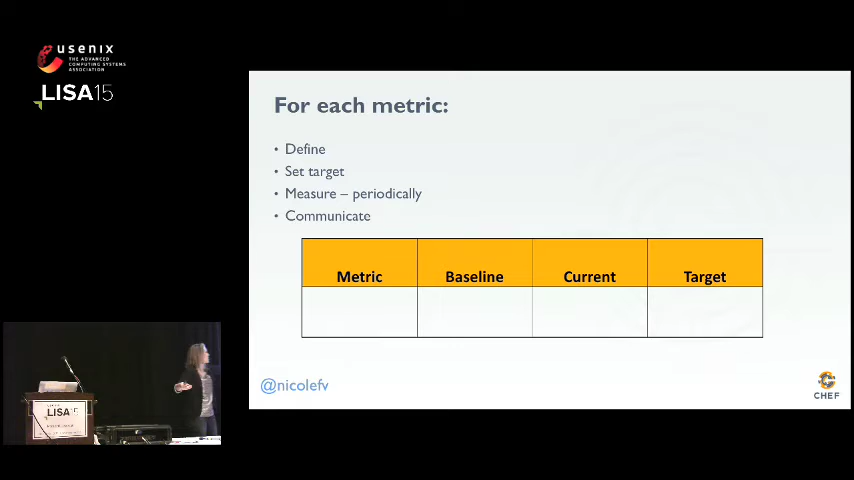 usenix
THE ADVANCED
COMPUTING SYSTEMS
ASSOCIATION
LISA15
For each metric:
• Define
• Set target
• Measure – periodically
• Communicate
Metric Baseline Current Target
@nicolefv
CHEF
LISA15